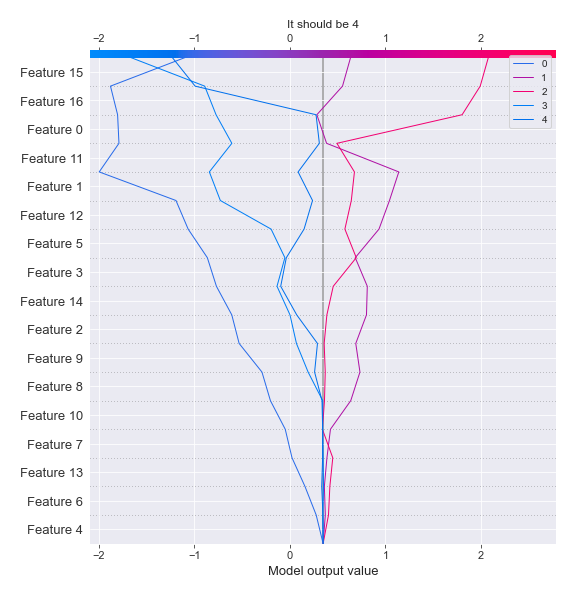 It should be 4
−2 −1 0 1 2
0
1
2
3
4
Feature 15
Feature 16
Feature 0
Feature 11
Feature 1
Feature 12
Feature 5
Feature 3
Feature 14
Feature 2
Feature 9
Feature 8
Feature 10
Feature 7
Feature 13
Feature 6
Feature 4
−2 −1 0 1 2
Model output value